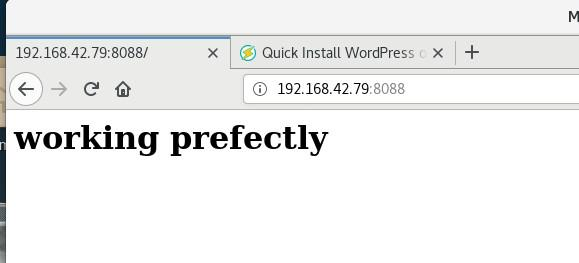 M
192.168.42.79:8088/
Quick Install WordPress o
192.168.42.79:8088
working prefectly